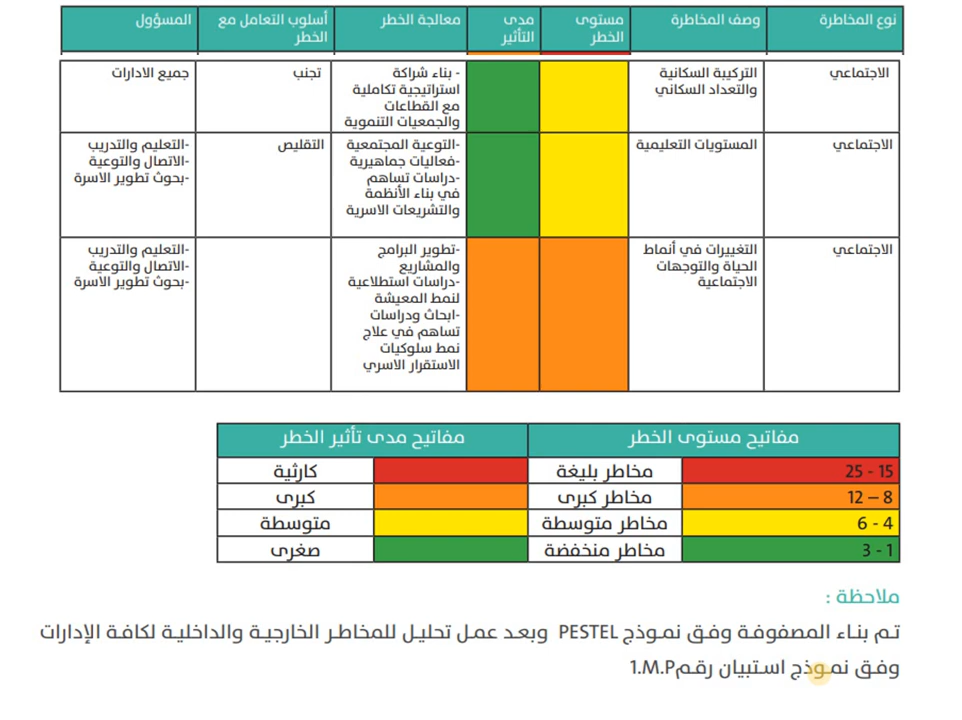 نوع المخاطرة
وصف المخاطرة
مستوى
الخطر
مدى
التأثير
معالجة الخطر
أسلوب التعامل مع
الخطر
المسؤول
الاجتماعي
التركيبة السكانية
والتعداد السكاني
- بناء شراكة
استراتيجية تكاملية
مع القطاعات
والجمعيات التنموية
تجنب
جميع الادارات
الاجتماعي
المستويات التعليمية
-التوعية المجتمعية
-فعاليات جماهيرية
-دراسات تساهم
في بناء الأنظمة
والتشريعات الاسرية
التقليص
-التعليم والتدريب
-الاتصال والتوعية
-بحوث تطوير الاسرة
الاجتماعي
التغييرات في أنماط
الحياة والتوجهات
الاجتماعية
-تطوير البرامج
والمشاريع
-دراسات استطلاعية
لنمط المعيشة
-ابحاث ودراسات
تساهم في علاج
نمط سلوكيات
الاستقرار الاسري
-التعليم والتدريب
-الاتصال والتوعية
-بحوث تطوير الاسرة
مفاتيح مستوى الخطر
مفاتيح مدى تأثير الخطر
15 - 25
مخاطر بليغة
كارثية
8 – 12
مخاطر كبرى
كبرى
4 - 6
مخاطر متوسطة
متوسطة
1 - 3
مخاطر منخفضة
صغرى
ملاحظة :
تم بناء المصفوفة وفق نموذج PESTEL وبعد عمل تحليل للمخاطر الخارجية والداخلية لكافة الإدارات
وفق نموذج استبيان رقم1.M.P